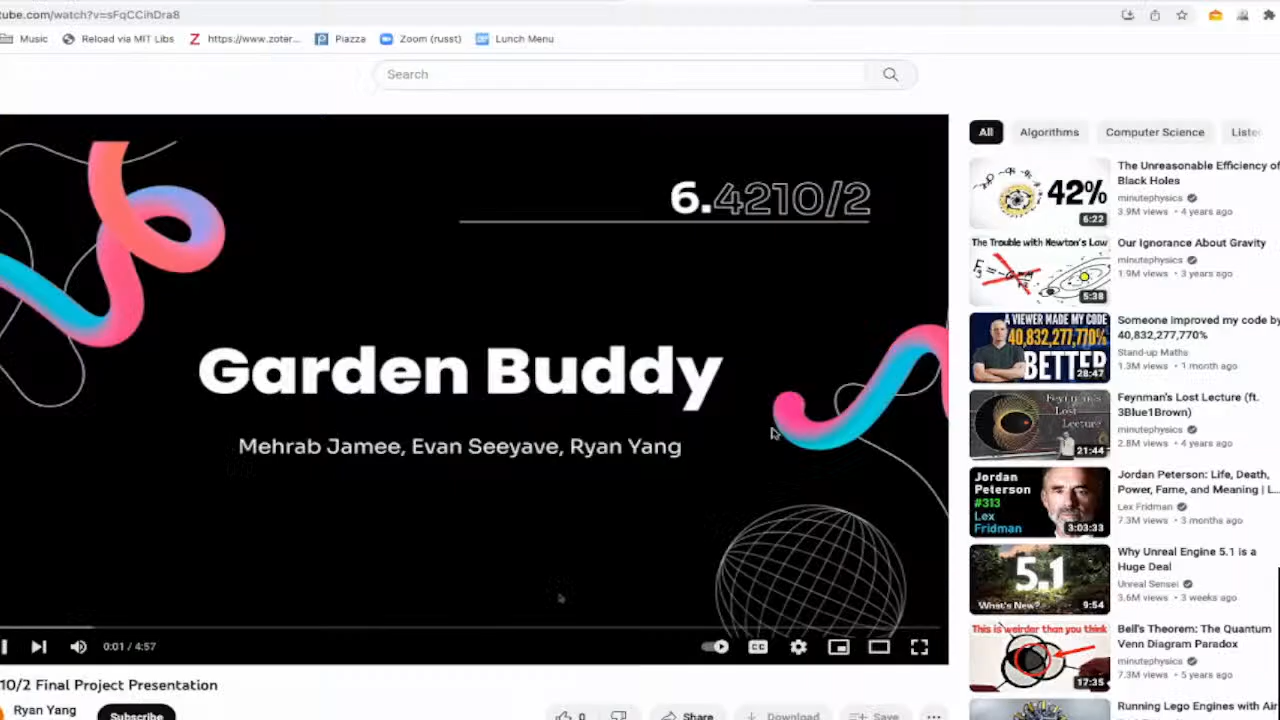 tube.com/watch?v=sFqCCihDra8
Music Reload via MIT Libs https://www.zoter... Piazza Zoom (russt) Lunch Menu
Search
6.4210/2
Garden Buddy
Mehrab Jamee, Evan Seeyave, Ryan Yang
0:01 / 4:57
10/2 Final Project Presentation
Ryan Yang
Subscribe
0
Share
Download
Save
All
Algorithms
Computer Science
Liste
42%
6:22
The Unreasonable Efficiency of
Black Holes
minutephysics
3.9M views • 4 years ago
The Trouble with Newton's Law
5:38
Our Ignorance About Gravity
minutephysics
1.9M views • 3 years ago
A VIEWER MADE MY CODE
40,832,277,770%
BETTER
28:47
Someone improved my code by
40,832,277,770%
Stand-up Maths
1.3M views • 1 month ago
Feynman's
Lost
Lecture
21:44
Feynman's Lost Lecture (ft.
3Blue1Brown)
minutephysics
2.8M views • 4 years ago
Jordan
Peterson
#313
Lex
Fridman
3:03:33
Jordan Peterson: Life, Death,
Power, Fame, and Meaning | L...
Lex Fridman
7.3M views • 3 months ago
5.1
What's New?
9:54
Why Unreal Engine 5.1 is a
Huge Deal
Unreal Sensei
3.6M views • 3 weeks ago
This is weirder than you think
17:35
Bell's Theorem: The Quantum
Venn Diagram Paradox
minutephysics
7.3M views • 5 years ago
Running Lego Engines with Air